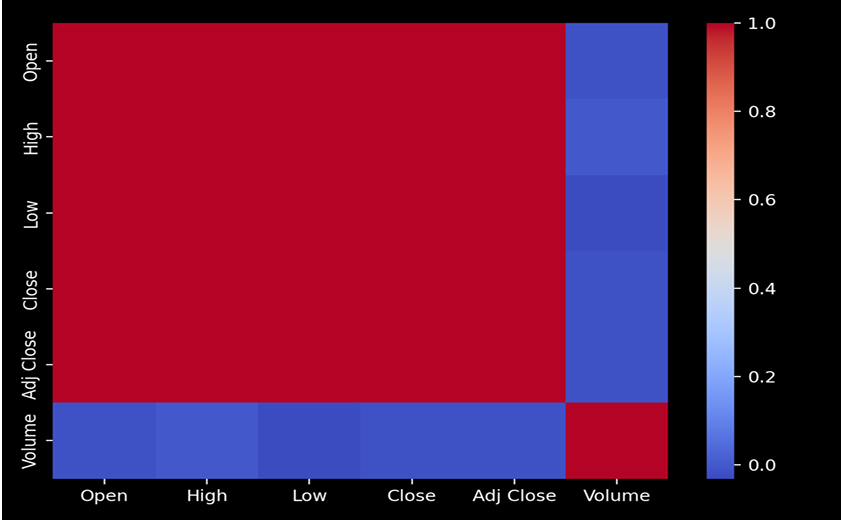 Open
High
Low
Close
Adj Close
Volume
Open High Low Close Adj Close Volume
1.0
0.8
0.6
0.4
0.2
0.0